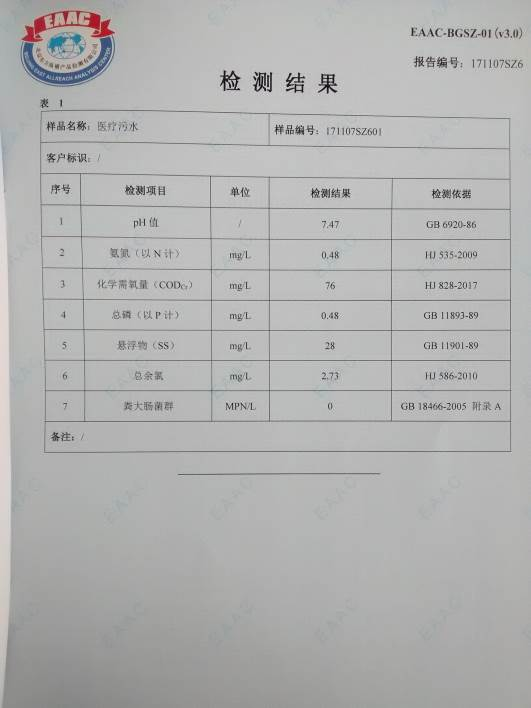 EAAC
EAAC-BGSZ-01(v3.0)
报告编号：171107SZ6
检测结果
表 1
样品名称：医疗污水 样品编号：171107SZ601
客户标识：/
序号 检测项目 单位 检测结果 检测依据
1 pH 值 / 7.47 GB 6920-86
2 氨氮（以 N 计） mg/L 0.48 HJ 535-2009
3 化学需氧量（CODCr） mg/L 76 HJ 828-2017
4 总磷（以 P 计） mg/L 0.48 GB 11893-89
5 悬浮物（SS） mg/L 28 GB 11901-89
6 总余氯 mg/L 2.73 HJ 586-2010
7 粪大肠菌群 MPN/L 0 GB 18466-2005 附录 A
备注：/